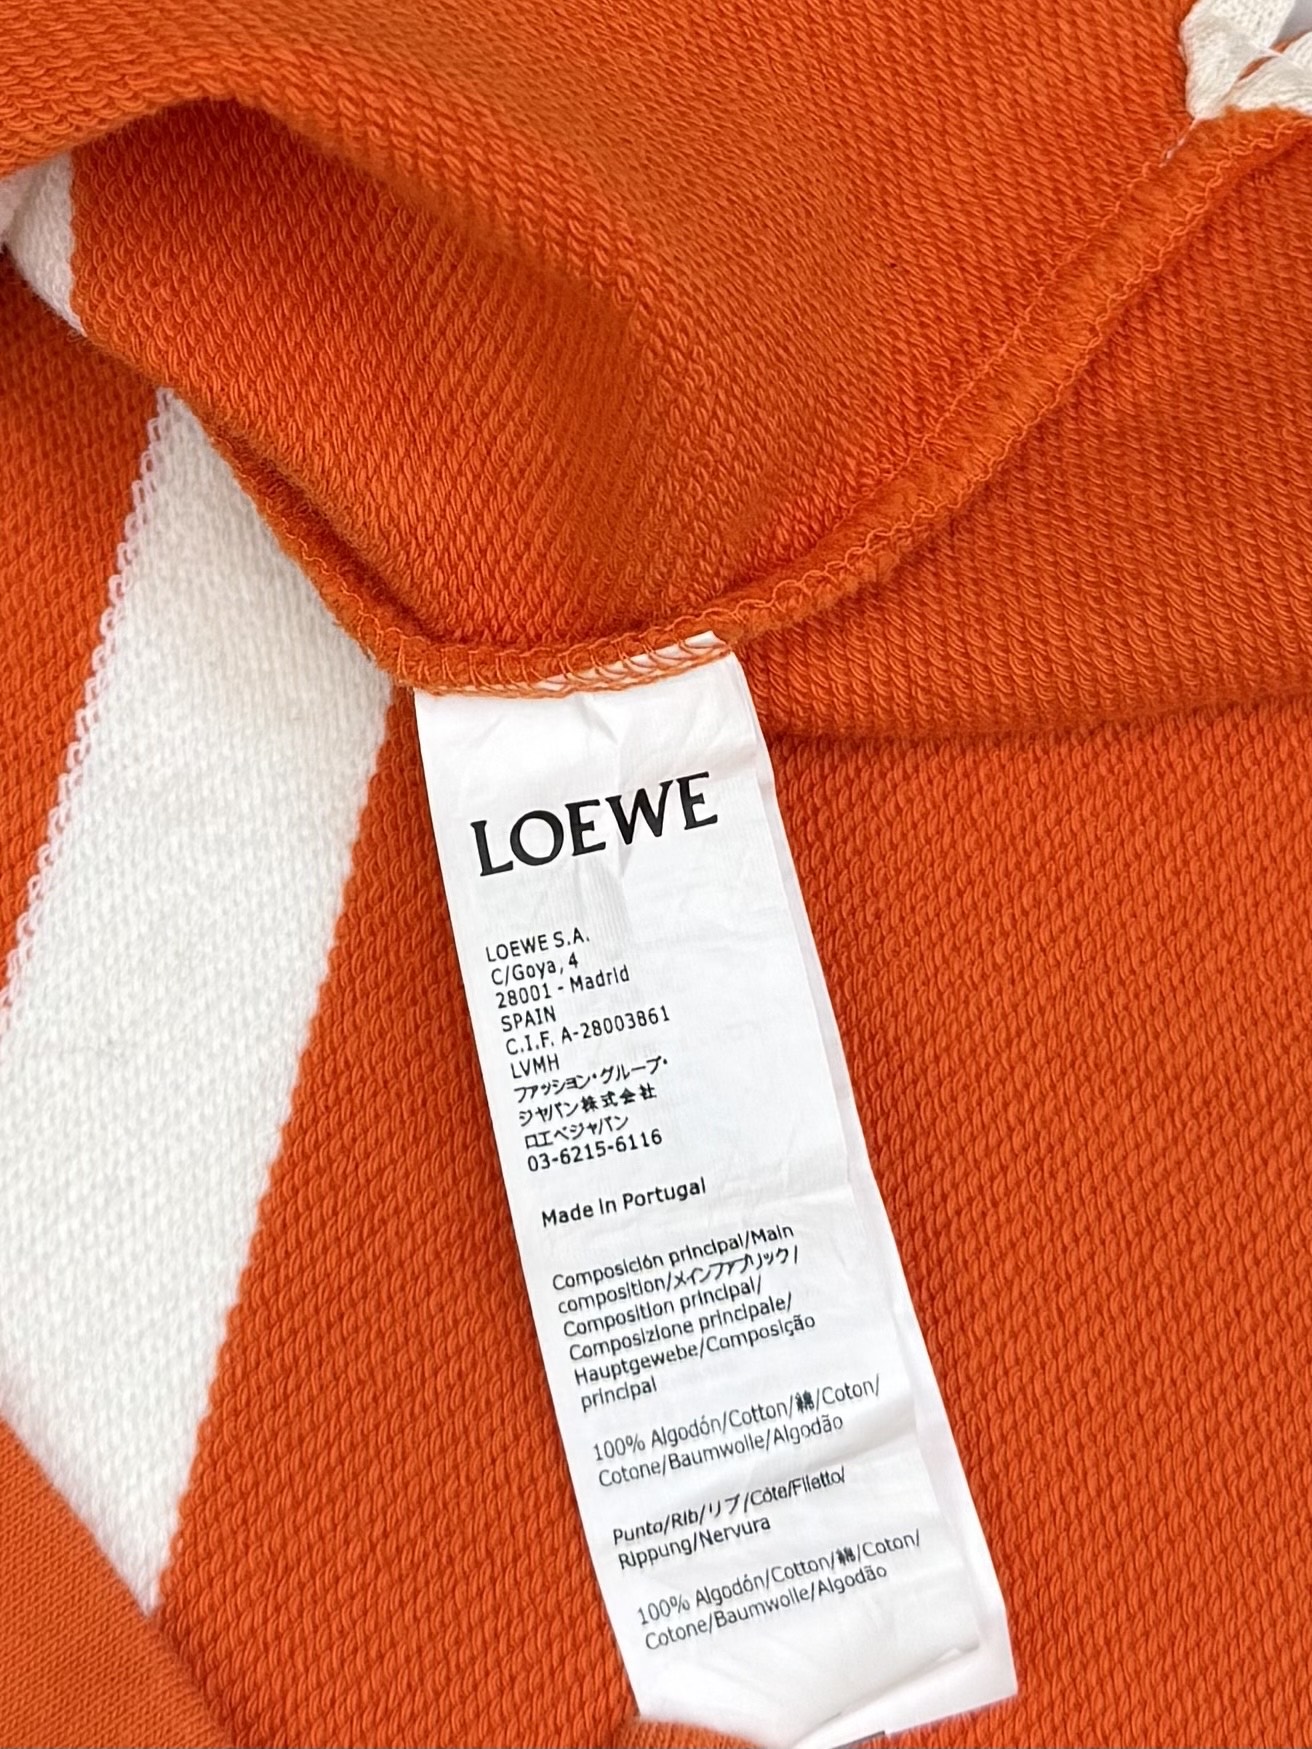 LOEWE
LOEWE S.A.
C/Goya, 4
28001 - Madrid
SPAIN
C.I.F. A-28003861
LVMH
ファッション・グループ・
ジャパン株式会社
ロエベジャパン
03-6215-6116
Made in Portugal
Composición principal/Main
composition/メインファブリック/
Composition principal/
Composizione principale/
Hauptgewebe/Composição
principal
100% Algodón/Cotton/綿/Coton/
Cotone/Baumwolle/Algodão
Punto/Rib/リブ/Côte/Filetto/
Rippung/Nervura
100% Algodón/Cotton/綿/Coton/
Cotone/Baumwolle/Algodão